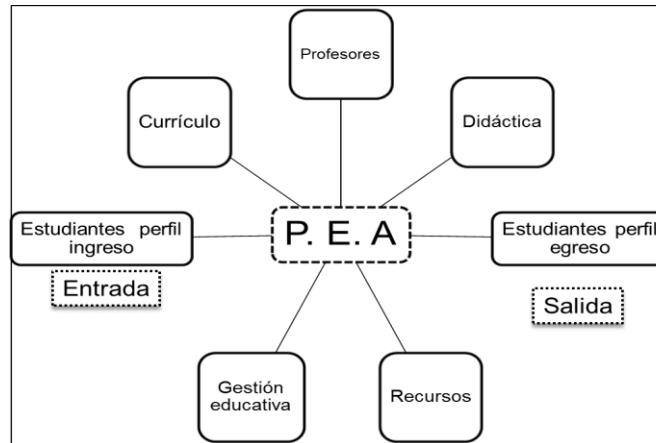 Profesores
Currículo
Didáctica
Estudiantes perfil
ingreso
P. E. A
Estudiantes perfil
egreso
Entrada
Salida
Gestión
educativa
Recursos